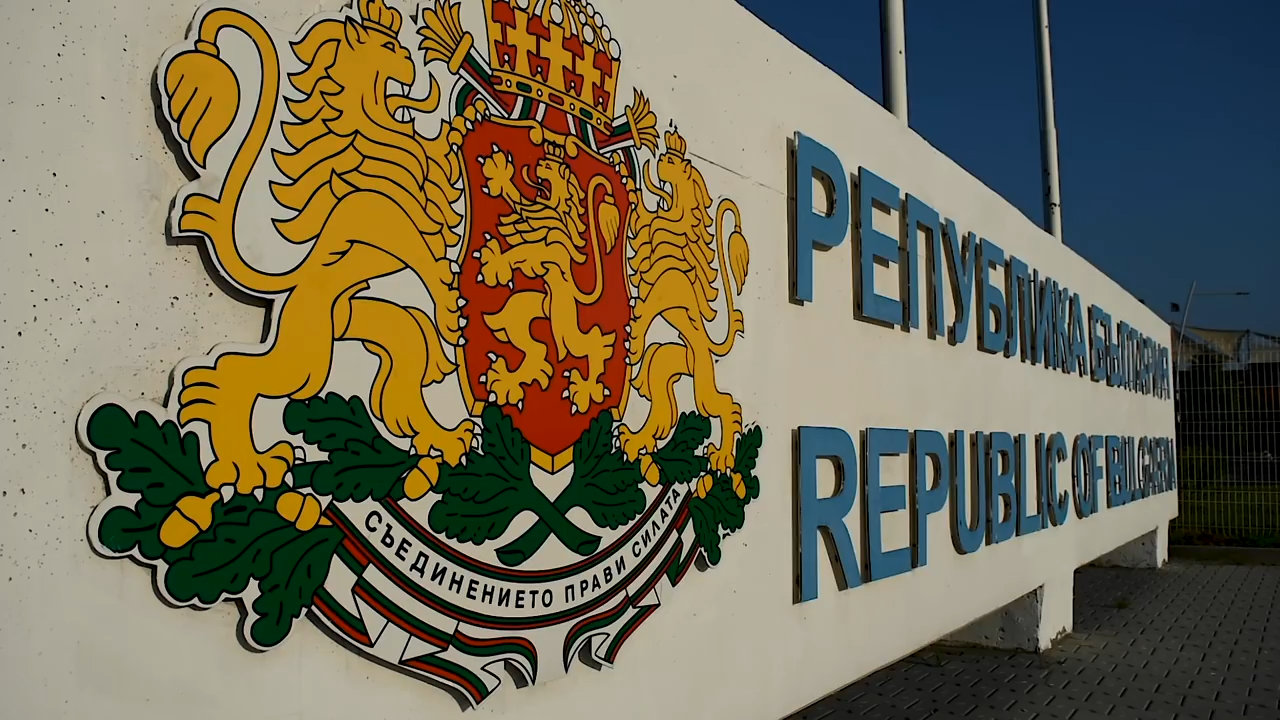 СЪЕДИНЕНИЕТО ПРАВИ СИЛАТА
РЕПУБЛИКА БЪЛГАРИЯ
REPUBLIC OF BULGARIA